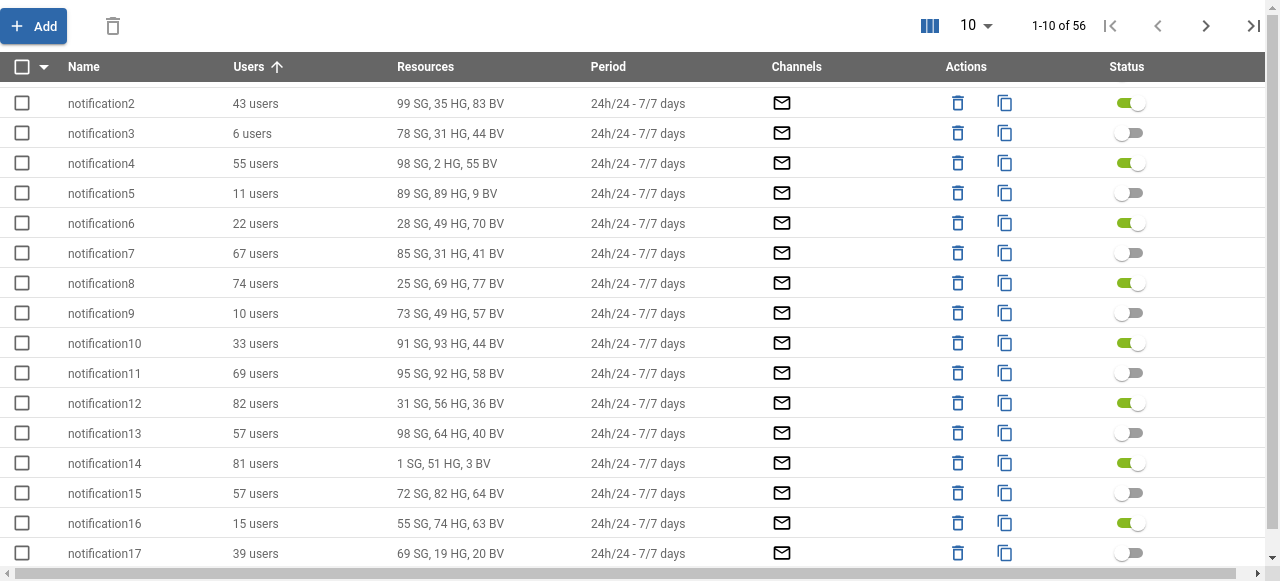 Add 10 1-10 of 56
Name Users Resources Period Channels Actions Status
notification2 43 users 99 SG, 35 HG, 83 BV 24h/24 - 7/7 days
notification3 6 users 78 SG, 31 HG, 44 BV 24h/24 - 7/7 days
notification4 55 users 98 SG, 2 HG, 55 BV 24h/24 - 7/7 days
notification5 11 users 89 SG, 89 HG, 9 BV 24h/24 - 7/7 days
notification6 22 users 28 SG, 49 HG, 70 BV 24h/24 - 7/7 days
notification7 67 users 85 SG, 31 HG, 41 BV 24h/24 - 7/7 days
notification8 74 users 25 SG, 69 HG, 77 BV 24h/24 - 7/7 days
notification9 10 users 73 SG, 49 HG, 57 BV 24h/24 - 7/7 days
notification10 33 users 91 SG, 93 HG, 44 BV 24h/24 - 7/7 days
notification11 69 users 95 SG, 92 HG, 58 BV 24h/24 - 7/7 days
notification12 82 users 31 SG, 56 HG, 36 BV 24h/24 - 7/7 days
notification13 57 users 98 SG, 64 HG, 40 BV 24h/24 - 7/7 days
notification14 81 users 1 SG, 51 HG, 3 BV 24h/24 - 7/7 days
notification15 57 users 72 SG, 82 HG, 64 BV 24h/24 - 7/7 days
notification16 15 users 55 SG, 74 HG, 63 BV 24h/24 - 7/7 days
notification17 39 users 69 SG, 19 HG, 20 BV 24h/24 - 7/7 days